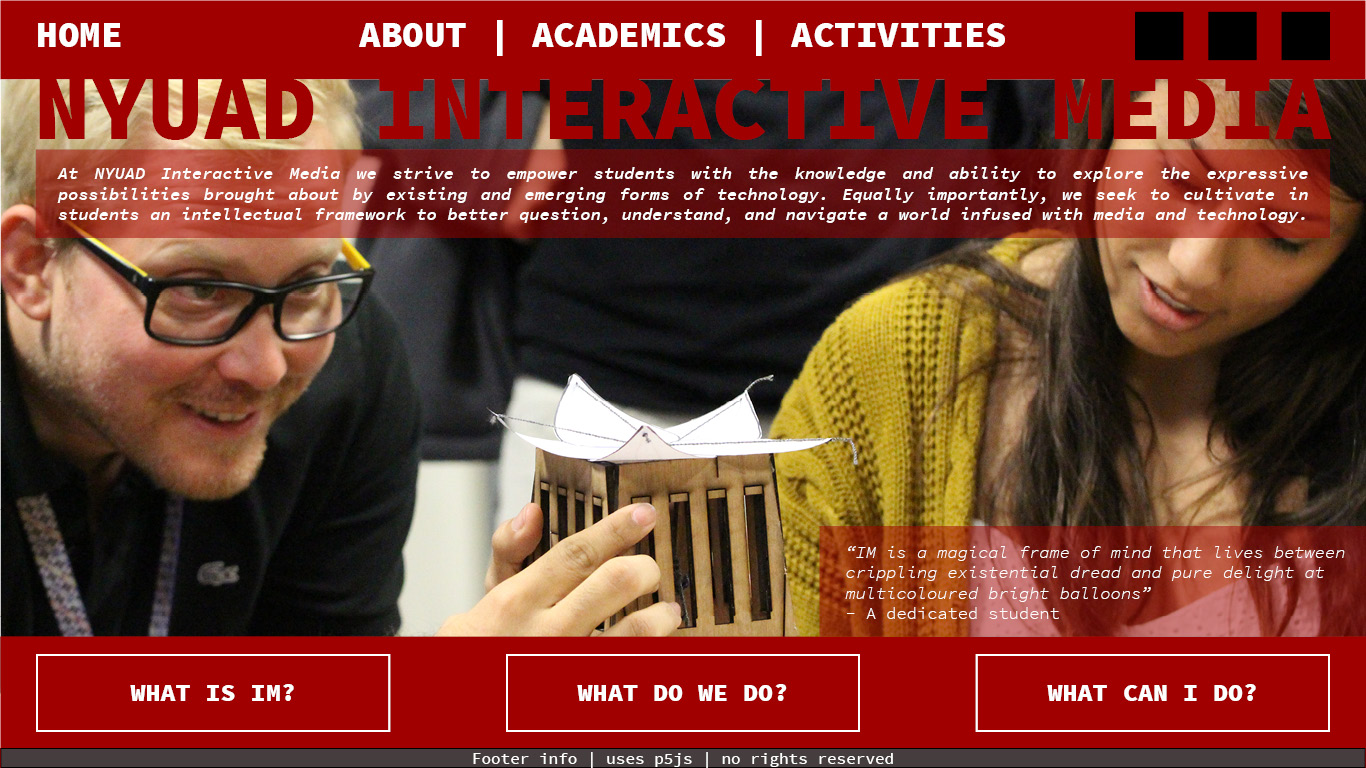 HOME
ABOUT | ACADEMICS | ACTIVITIES
NYUAD INTERACTIVE MEDIA
At NYUAD Interactive Media we strive to empower students with the knowledge and ability to explore the expressive
possibilities brought about by existing and emerging forms of technology. Equally importantly, we seek to cultivate in
students an intellectual framework to better question, understand, and navigate a world infused with media and technology.
“IM is a magical frame of mind that lives between
crippling existential dread and pure delight at
multicoloured bright balloons”
– A dedicated student
WHAT IS IM?
WHAT DO WE DO?
WHAT CAN I DO?
Footer info | uses p5js | no rights reserved